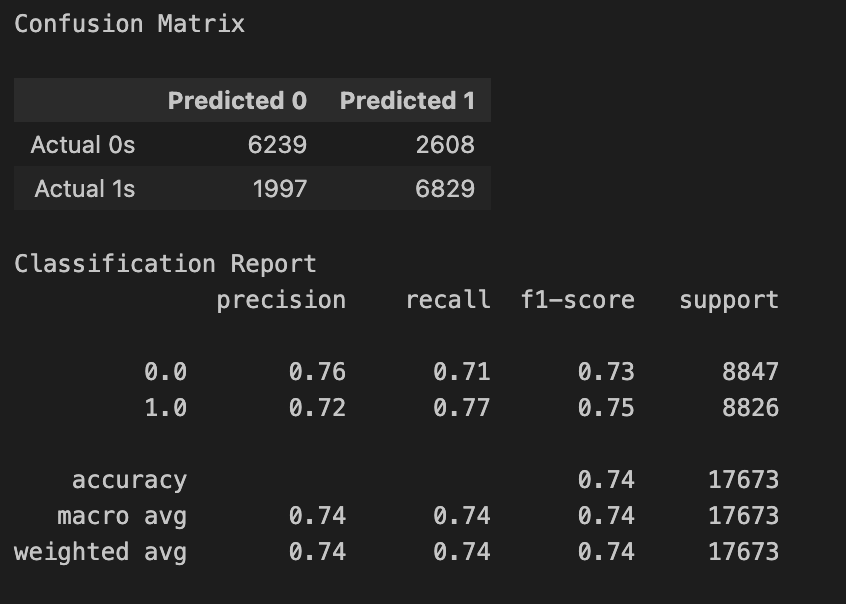 Confusion Matrix
Predicted 0 Predicted 1
Actual 0s 6239 2608
Actual 1s 1997 6829
Classification Report
precision recall f1-score support
0.0 0.76 0.71 0.73 8847
1.0 0.72 0.77 0.75 8826
accuracy 0.74 17673
macro avg 0.74 0.74 0.74 17673
weighted avg 0.74 0.74 0.74 17673